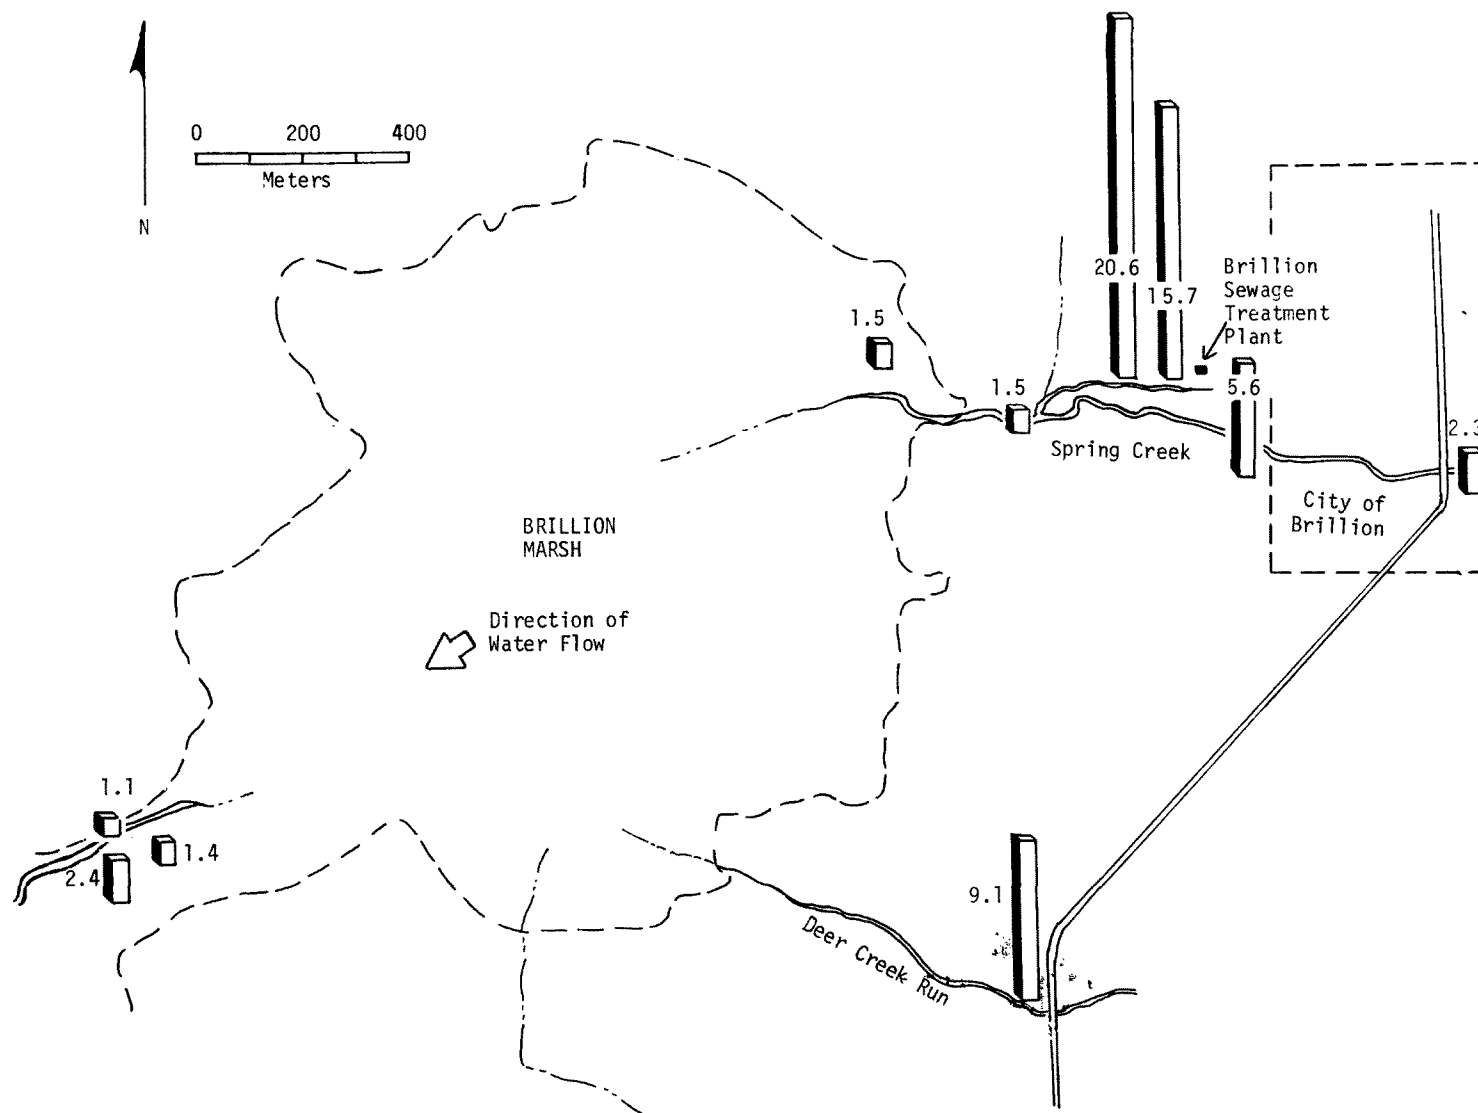 0 200 400
Meters
N
20.6
15.7
Brillion
Sewage
Treatment
Plant
1.5
1.5
5.6
2.3
Spring Creek
City of
Brillion
BRILLION
MARSH
Direction of
Water Flow
1.1
1.4
2.4
9.1
Deer Creek Run